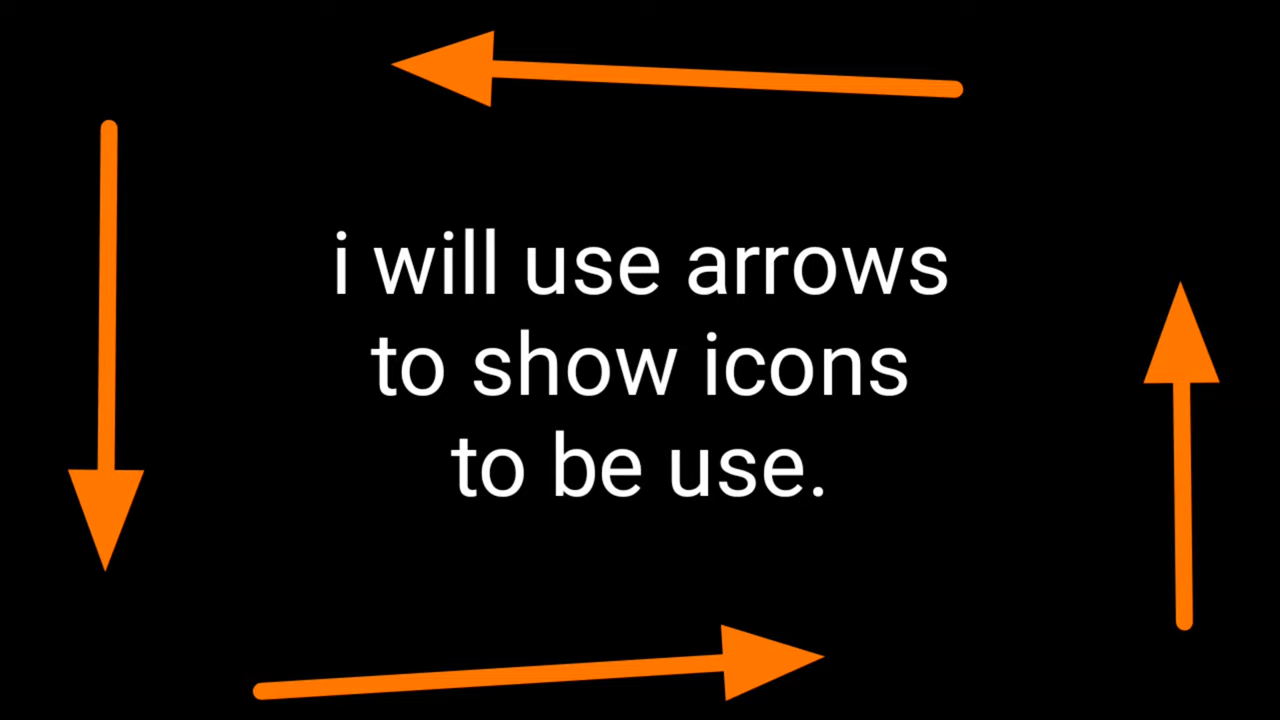 i will use arrows
to show icons
to be use.